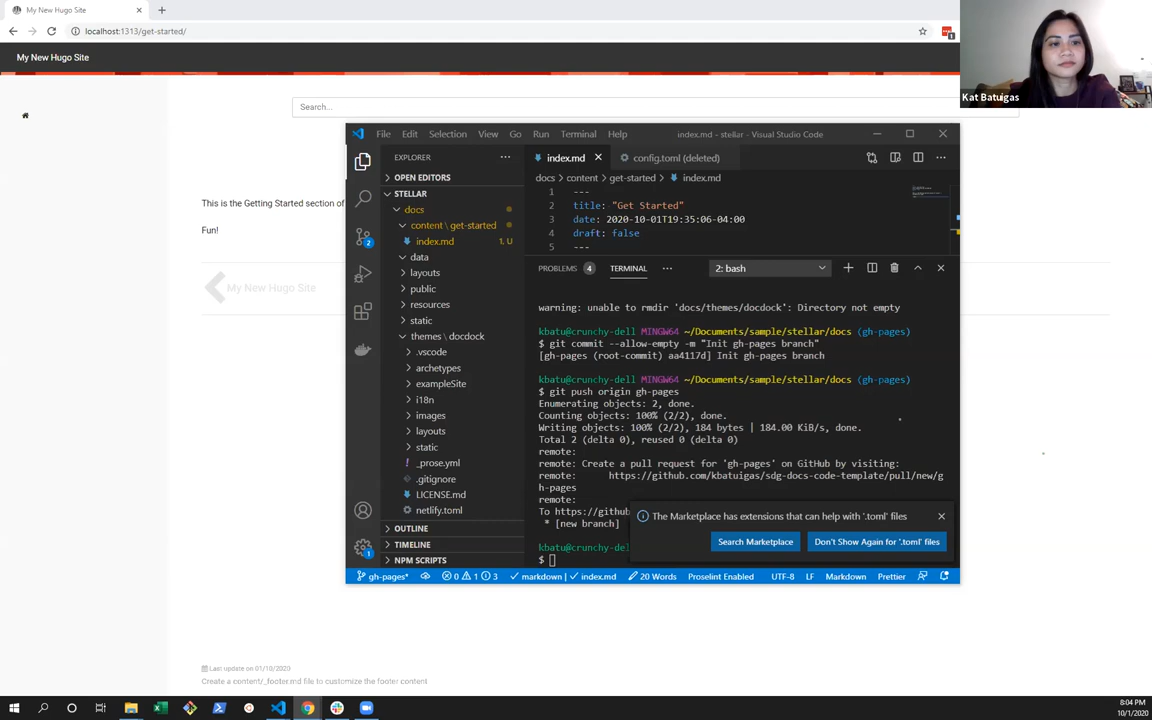 My New Hugo Site
localhost:1313/get-started/
My New Hugo Site
Kat Batuigas
Search...
This is the Getting Started section of
Fun!
My New Hugo Site
File Edit Selection View Go Run Terminal Help
index.md - stellar - Visual Studio Code
EXPLORER
index.md
config.toml (deleted)
OPEN EDITORS
docs > content > get-started > index.md
STELLAR
docs
content \ get-started
index.md 1, U
data
layouts
public
resources
static
themes \ docdock
.vscode
archetypes
exampleSite
i18n
images
layouts
static
_prose.yml
.gitignore
LICENSE.md
netlify.toml
OUTLINE
TIMELINE
NPM SCRIPTS
1 ---
2 title: "Get Started"
3 date: 2020-10-01T19:35:06-04:00
4 draft: false
5 ---
PROBLEMS 4 TERMINAL ... 2: bash
warning: unable to rmdir 'docs/themes/docdock': Directory not empty
kbatu@crunchy-dell MINGW64 ~/Documents/sample/stellar/docs (gh-pages)
$ git commit --allow-empty -m "Init gh-pages branch"
[gh-pages (root-commit) aa4117d] Init gh-pages branch
kbatu@crunchy-dell MINGW64 ~/Documents/sample/stellar/docs (gh-pages)
$ git push origin gh-pages
Enumerating objects: 2, done.
Counting objects: 100% (2/2), done.
Writing objects: 100% (2/2), 184 bytes | 184.00 KiB/s, done.
Total 2 (delta 0), reused 0 (delta 0)
remote:
remote: Create a pull request for 'gh-pages' on GitHub by visiting:
remote: https://github.com/kbatuigas/sdg-docs-code-template/pull/new/g
h-pages
remote:
To https://githu
* [new branch]
kbatu@crunchy-del
$
The Marketplace has extensions that can help with '.toml' files
Search Marketplace
Don't Show Again for '.toml' files
2
1
gh-pages* 0 1 3 markdown | index.md 20 Words Proselint Enabled UTF-8 LF Markdown Prettier
Last update on 01/10/2020
Create a content/_footer.md file to customize the footer content
8:04 PM
10/1/2020